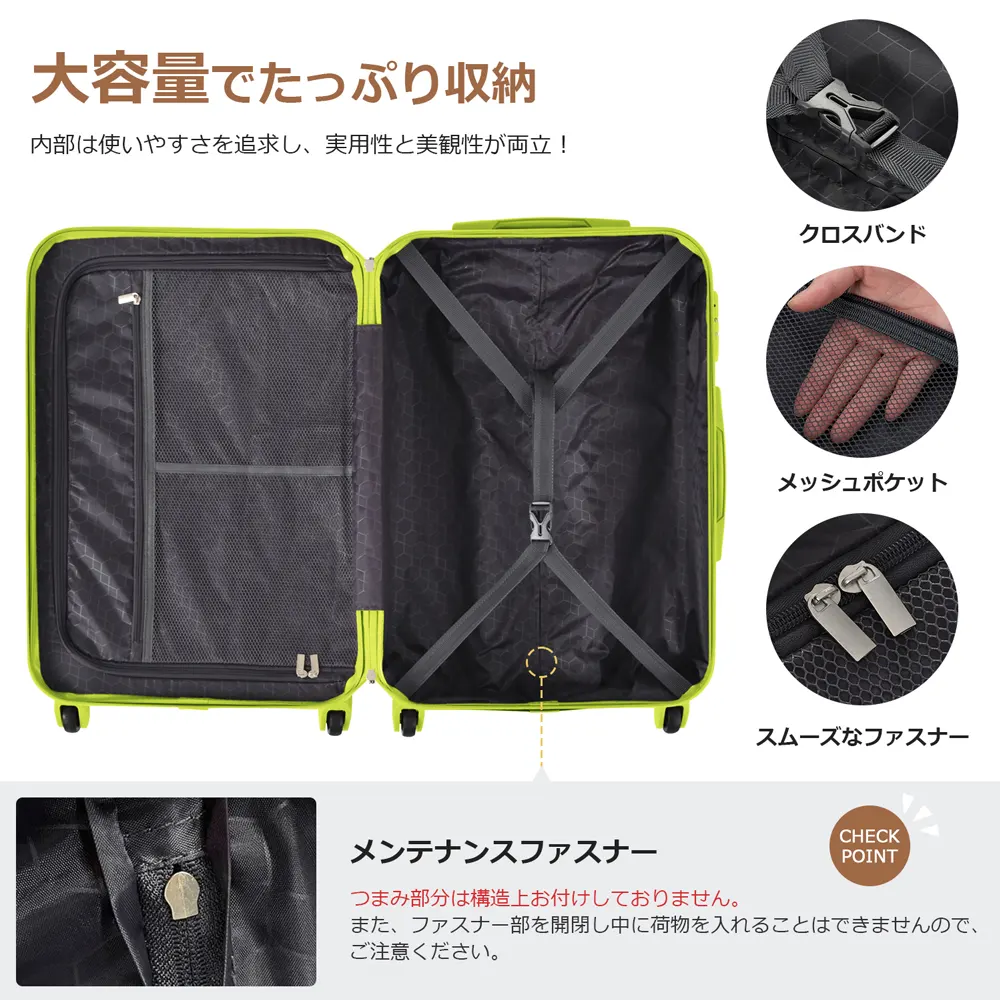 大容量でたっぷり収納
内部は使いやすさを追求し、実用性と美観性が両立！
クロスバンド
メッシュポケット
スムーズなファスナー
メンテナンスファスナー
つまみ部分は構造上お付けしておりません。
また、ファスナー部を開閉し中に荷物を入れることはできませんので、
ご注意ください。
CHECK
POINT